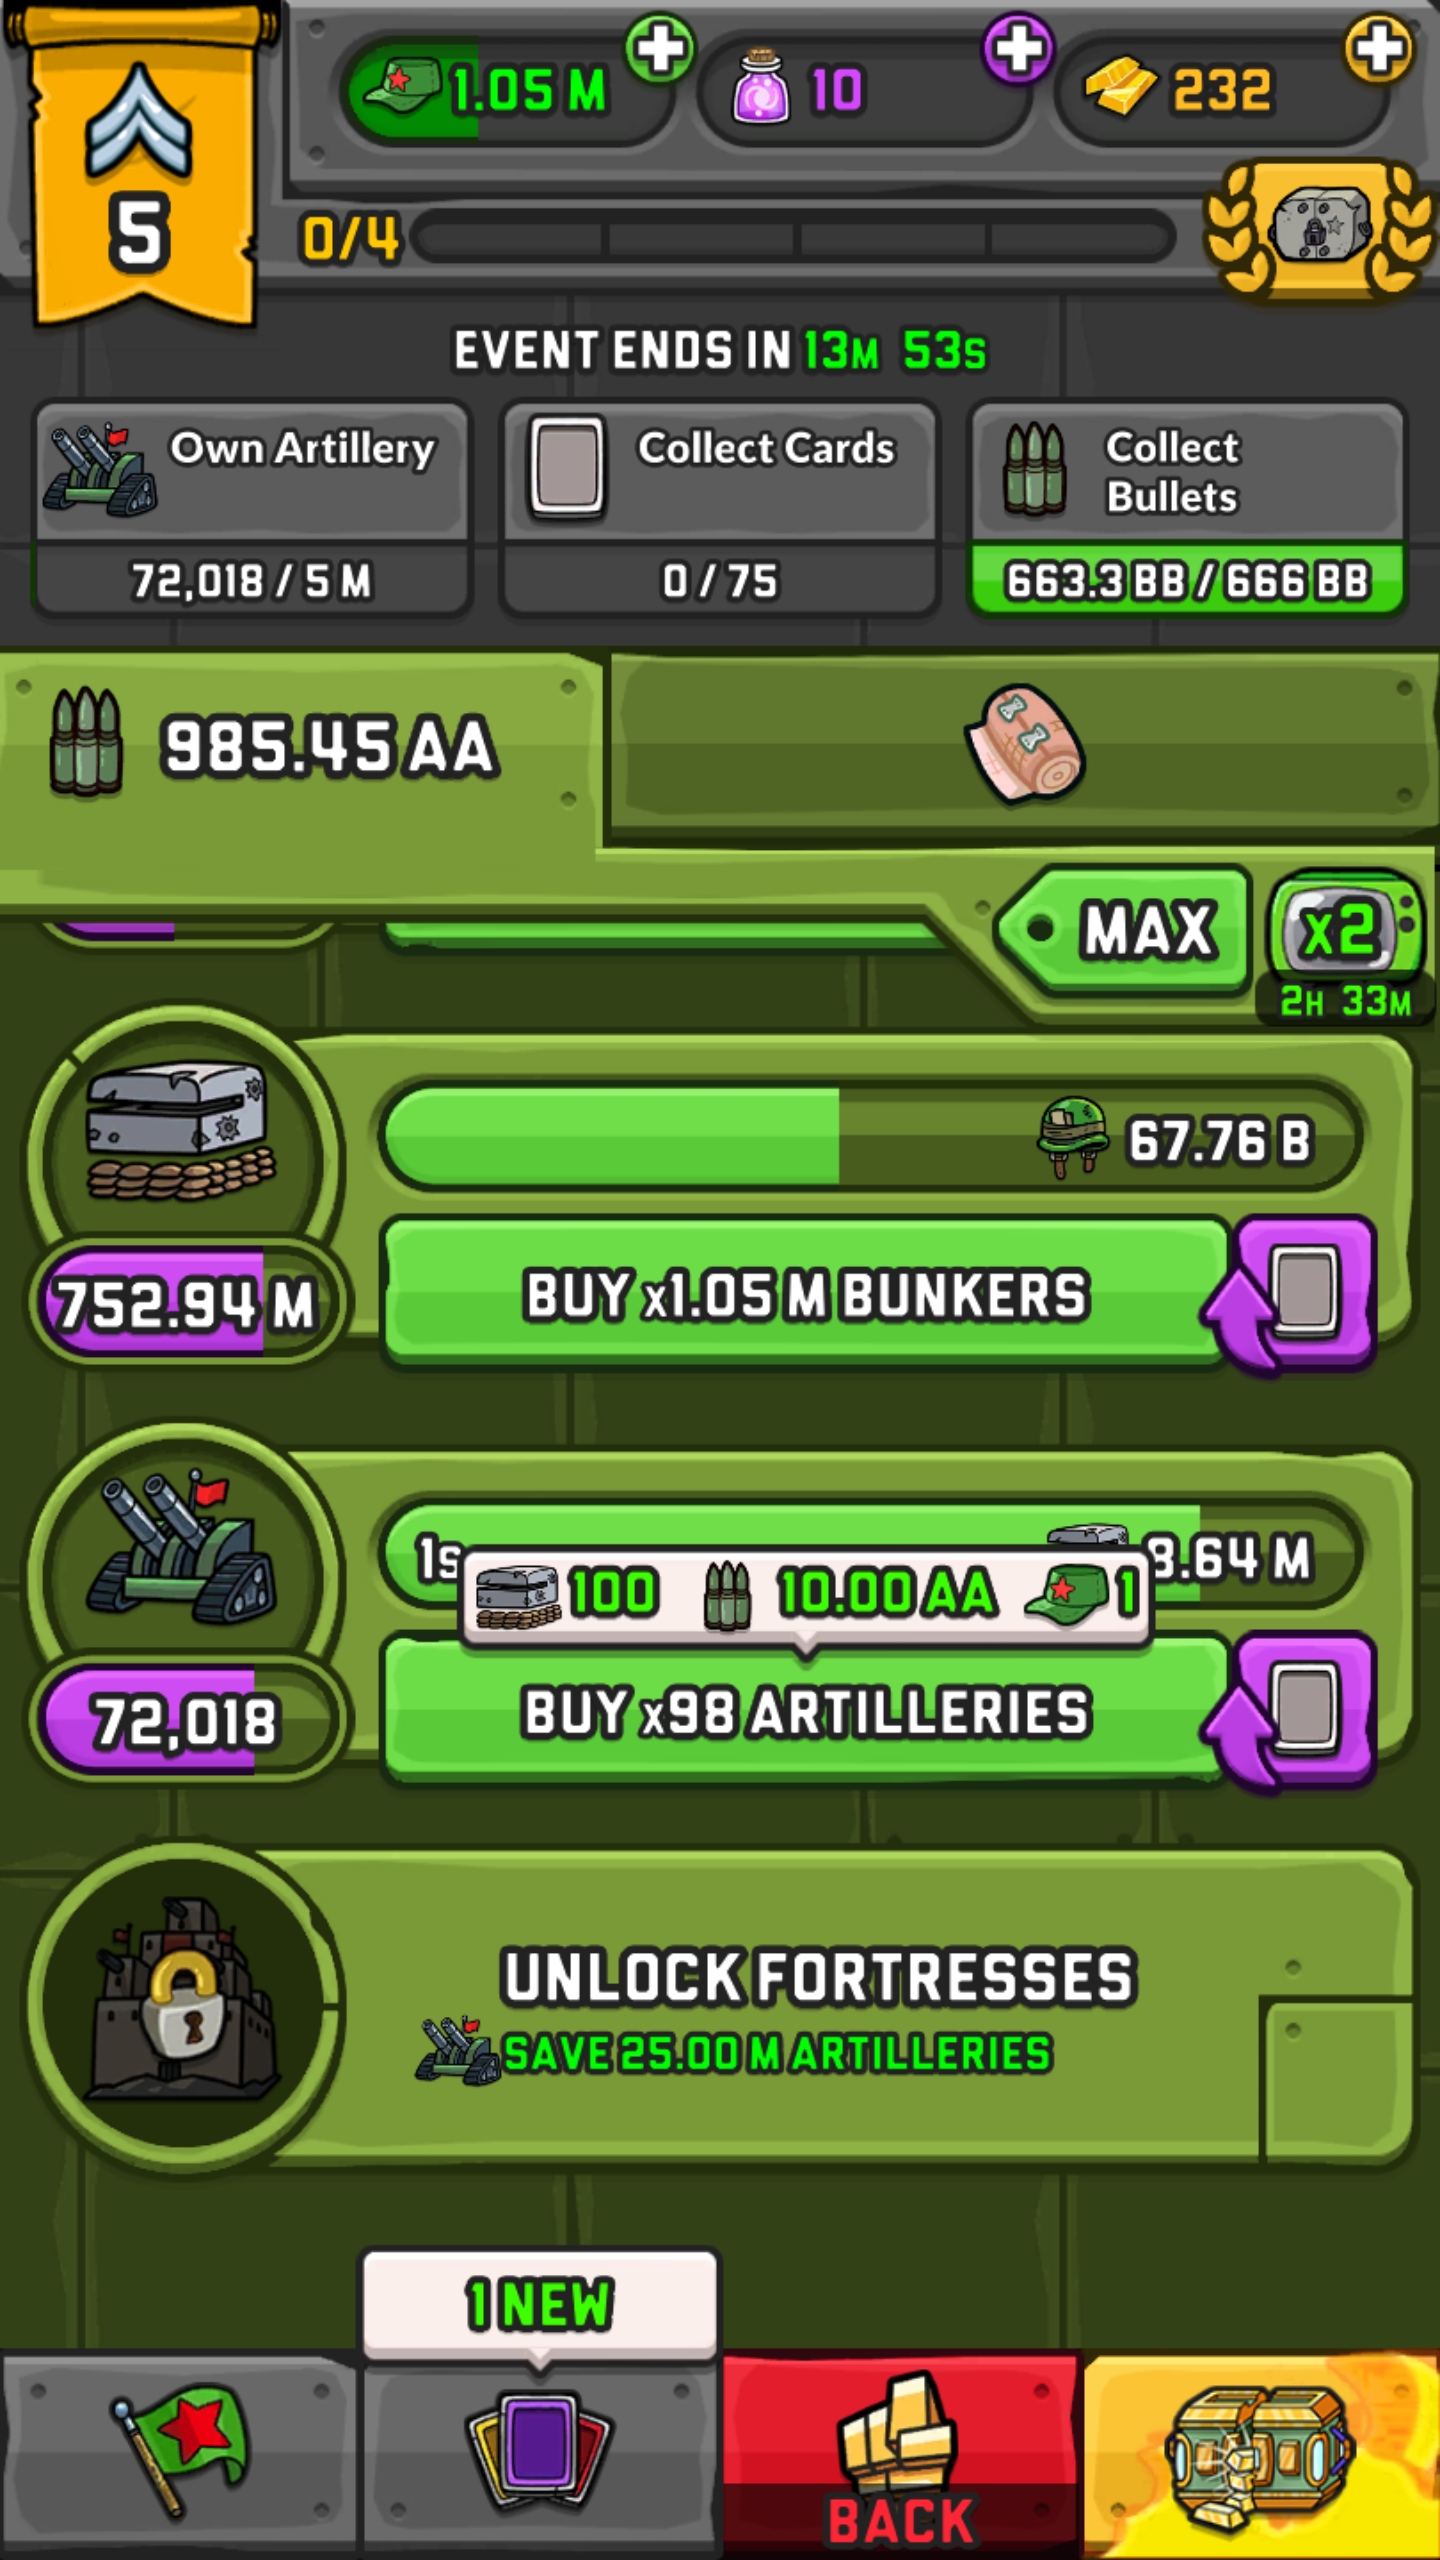 5
1.05 M
10
232
0/4
EVENT ENDS IN 13M 53S
Own Artillery
72,018 / 5 M
Collect Cards
0 / 75
Collect
Bullets
663.3 BB / 666 BB
985.45 AA
MAX
x2
2H 33M
67.76 B
752.94 M
BUY x1.05 M BUNKERS
1s
8.64 M
100
10.00 AA
1
72,018
BUY x98 ARTILLERIES
UNLOCK FORTRESSES
SAVE 25.00 M ARTILLERIES
1 NEW
BACK